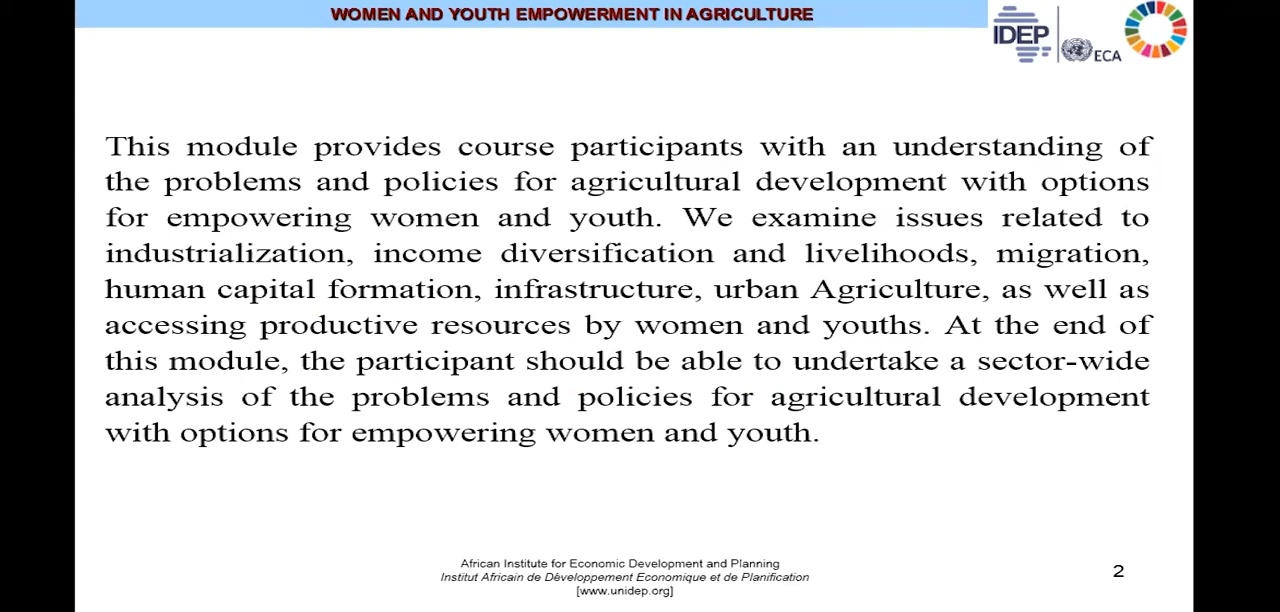 WOMEN AND YOUTH EMPOWERMENT IN AGRICULTURE
IDEP
ECA
This module provides course participants with an understanding of
the problems and policies for agricultural development with options
for empowering women and youth. We examine issues related to
industrialization, income diversification and livelihoods, migration,
human capital formation, infrastructure, urban Agriculture, as well as
accessing productive resources by women and youths. At the end of
this module, the participant should be able to undertake a sector-wide
analysis of the problems and policies for agricultural development
with options for empowering women and youth.
African Institute for Economic Development and Planning
Institut Africain de Développement Economique et de Planification
[www.unidep.org]
2